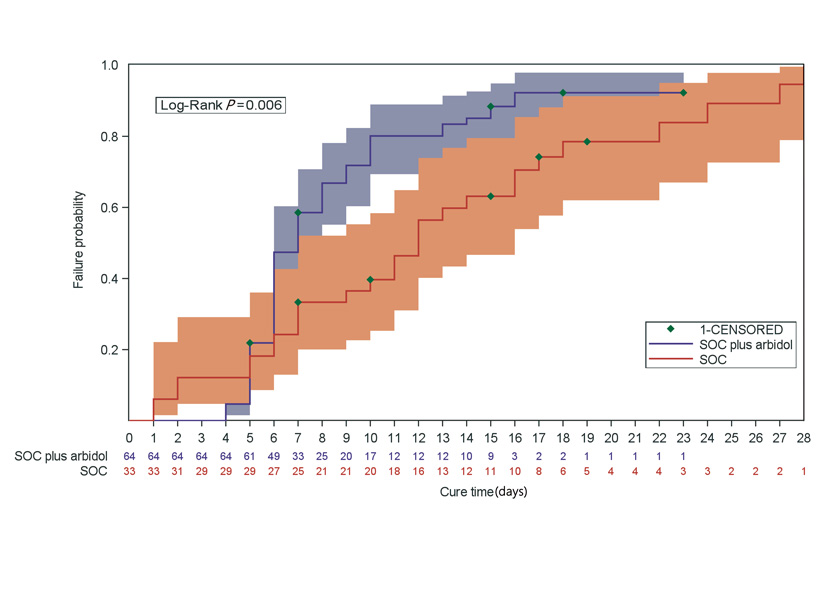 1.0
Log-Rank P=0.006
0.8
0.6
0.4
0.2
Failure probability
1-CENSORED
SOC plus arbidol
SOC
0 1 2 3 4 5 6 7 8 9 10 11 12 13 14 15 16 17 18 19 20 21 22 23 24 25 26 27 28
SOC plus arbidol 64 64 64 64 64 61 49 33 25 20 17 12 12 12 10 9 3 2 2 1 1 1 1 1
SOC 33 33 31 29 29 29 27 25 21 21 20 18 16 13 12 11 10 8 6 5 4 4 4 3 3 2 2 2 1
Cure time(days)